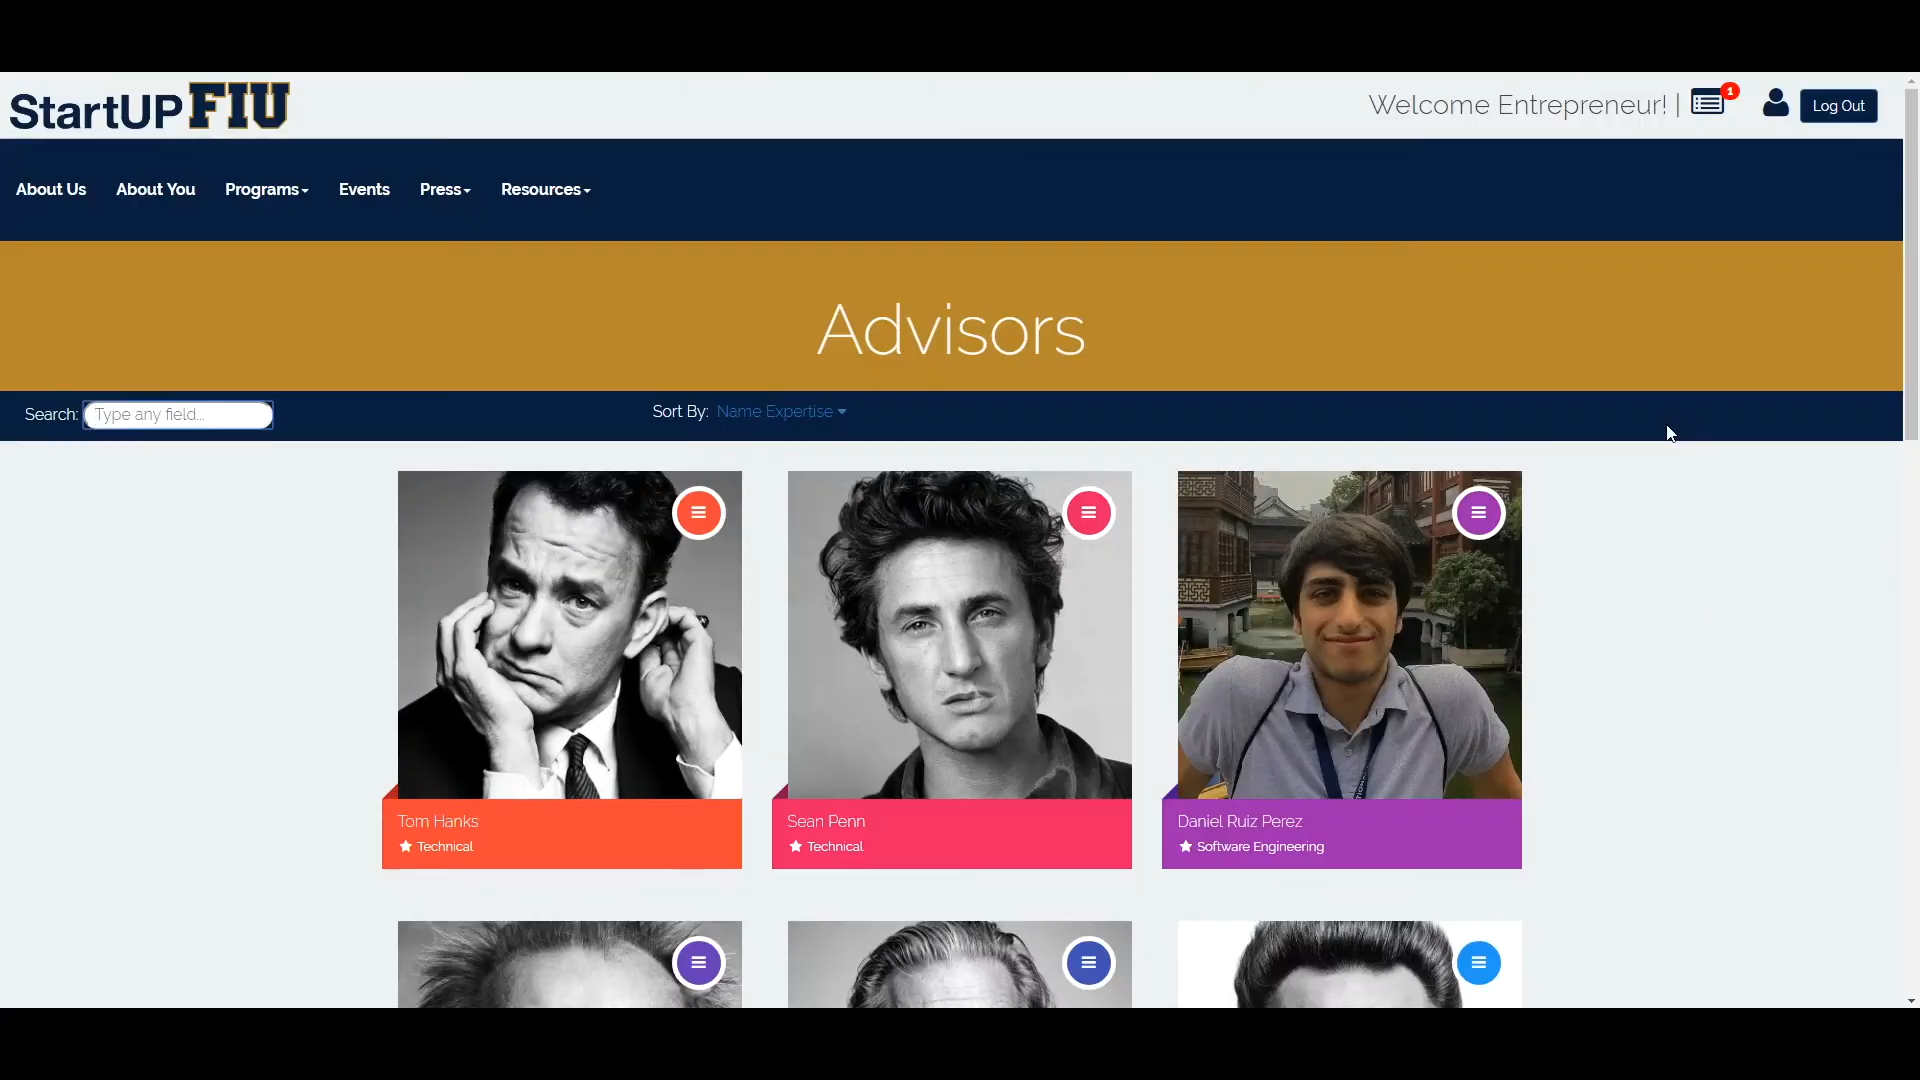 StartUP FIU
Welcome Entrepreneur! | 1 Log Out
About Us About You Programs Events Press Resources
Advisors
Search: Type any field... Sort By: Name Expertise
Tom Hanks
Technical
Sean Penn
Technical
Daniel Ruiz Perez
Software Engineering